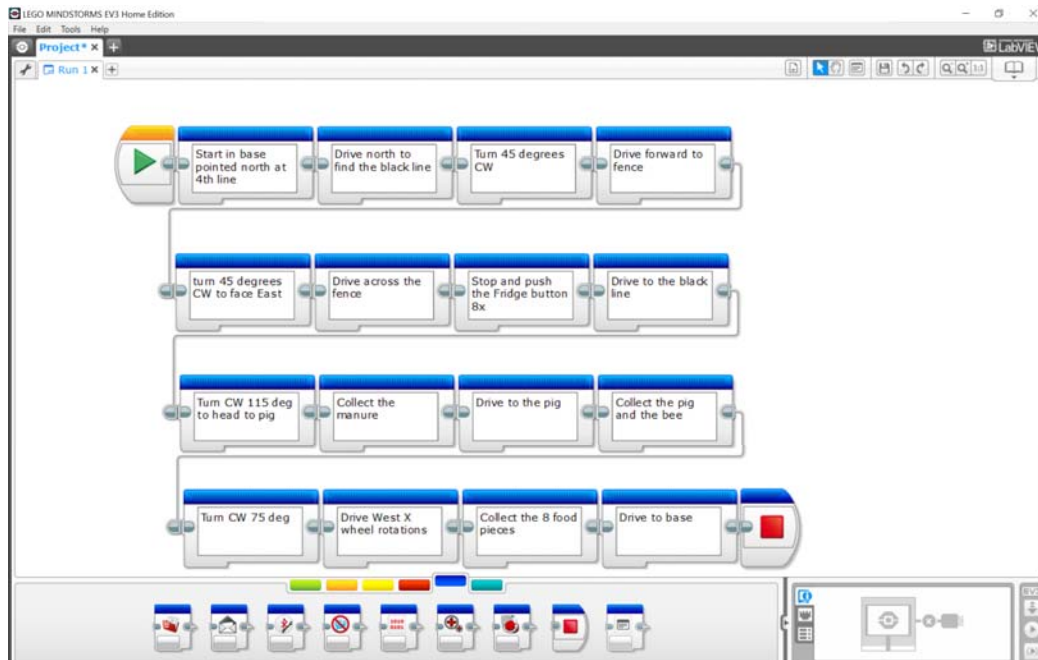 LEGO MINDSTORMS EV3 Home Edition
File Edit Tools Help
Project* × +
LabVIEW
Run 1 × +
1:1
Start in base
pointed north at
4th line
Drive north to
find the black line
Turn 45 degrees
CW
Drive forward to
fence
turn 45 degrees
CW to face East
Drive across the
fence
Stop and push
the Fridge button
8x
Drive to the black
line
Turn CW 115 deg
to head to pig
Collect the
manure
Drive to the pig
Collect the pig
and the bee
Turn CW 75 deg
Drive West X
wheel rotations
Collect the 8 food
pieces
Drive to base
EV3